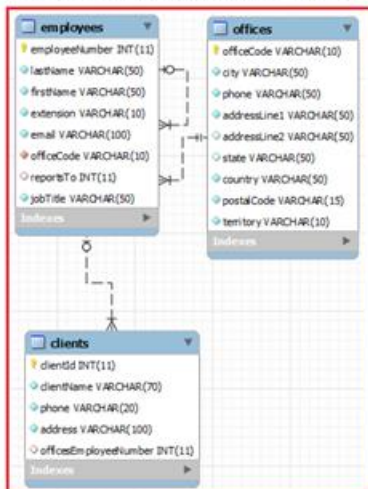 employees
employeeNumber INT(11)
lastName VARCHAR(50)
firstName VARCHAR(50)
extension VARCHAR(10)
email VARCHAR(100)
officeCode VARCHAR(10)
reportsTo INT(11)
jobTitle VARCHAR(50)
Indexes
offices
officeCode VARCHAR(10)
city VARCHAR(50)
phone VARCHAR(50)
addressLine1 VARCHAR(50)
addressLine2 VARCHAR(50)
state VARCHAR(50)
country VARCHAR(50)
postalCode VARCHAR(15)
territory VARCHAR(10)
Indexes
clients
clientId INT(11)
clientName VARCHAR(70)
phone VARCHAR(20)
address VARCHAR(100)
officesEmployeeNumber INT(11)
Indexes